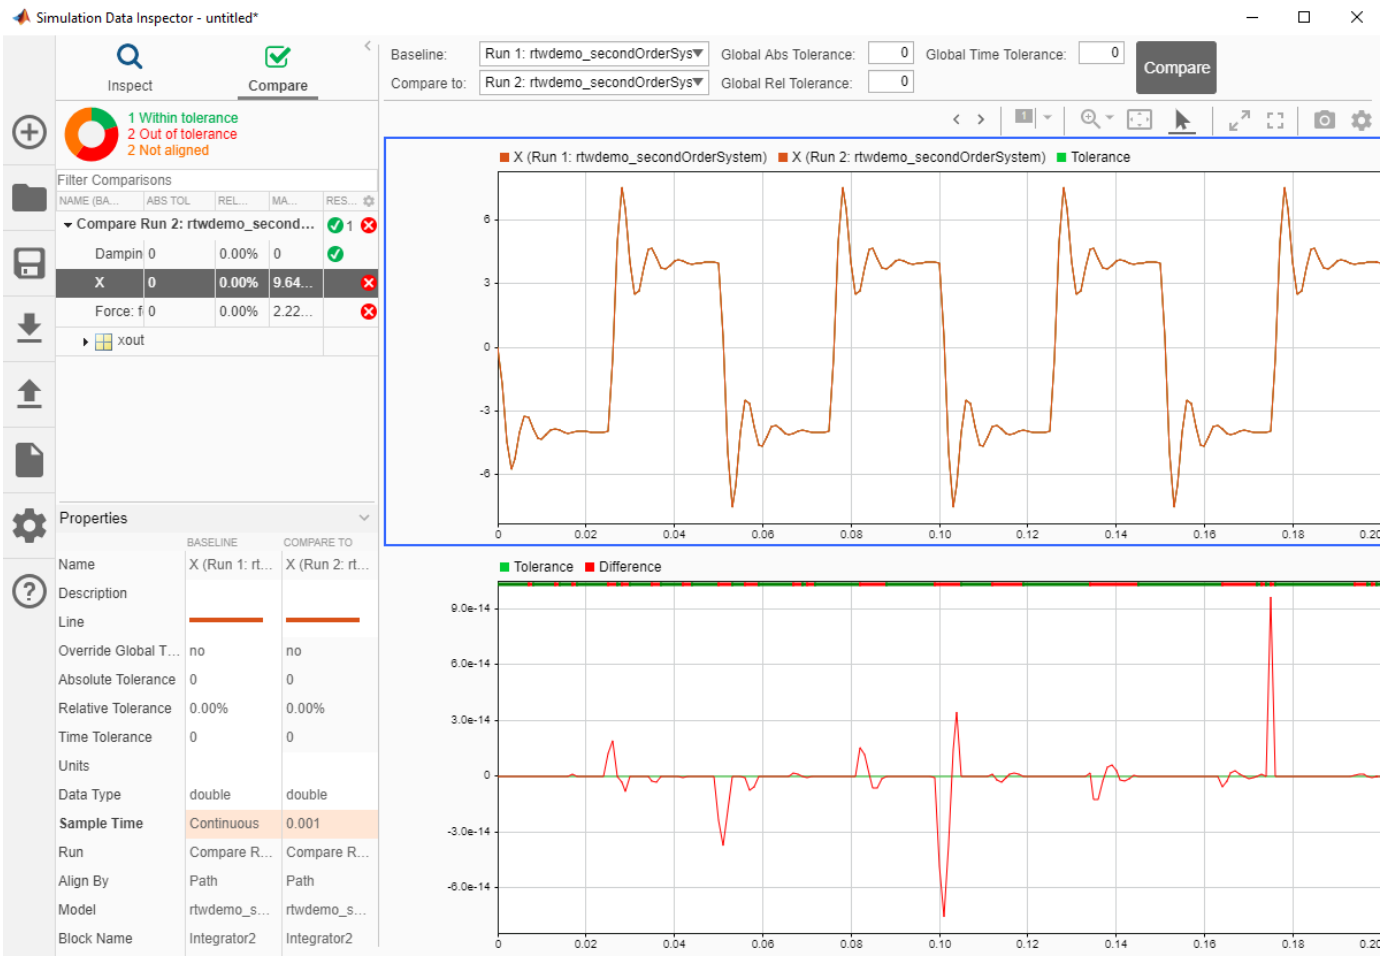 Simulation Data Inspector - untitled*
Inspect
Compare
Baseline:
Run 1: rtwdemo_secondOrderSys
Global Abs Tolerance:
0
Global Time Tolerance:
0
Compare
Compare to:
Run 2: rtwdemo_secondOrderSys
Global Rel Tolerance:
0
1 Within tolerance
2 Out of tolerance
2 Not aligned
Filter Comparisons
NAME (BA... ABS TOL REL... MA... RES...
Compare Run 2: rtwdemo_second... 1
Dampin 0 0.00% 0
X 0 0.00% 9.64...
Force: f 0 0.00% 2.22...
xout
1
X (Run 1: rtwdemo_secondOrderSystem) X (Run 2: rtwdemo_secondOrderSystem) Tolerance
6
3
0
-3
-6
0 0.02 0.04 0.06 0.08 0.10 0.12 0.14 0.16 0.18 0.20
Tolerance Difference
9.0e-14
6.0e-14
3.0e-14
0
-3.0e-14
-6.0e-14
0 0.02 0.04 0.06 0.08 0.10 0.12 0.14 0.16 0.18 0.20
Properties
BASELINE COMPARE TO
Name X (Run 1: rt... X (Run 2: rt...
Description
Line
Override Global T... no no
Absolute Tolerance 0 0
Relative Tolerance 0.00% 0.00%
Time Tolerance 0 0
Units
Data Type double double
Sample Time Continuous 0.001
Run Compare R... Compare R...
Align By Path Path
Model rtwdemo_s... rtwdemo_s...
Block Name Integrator2 Integrator2